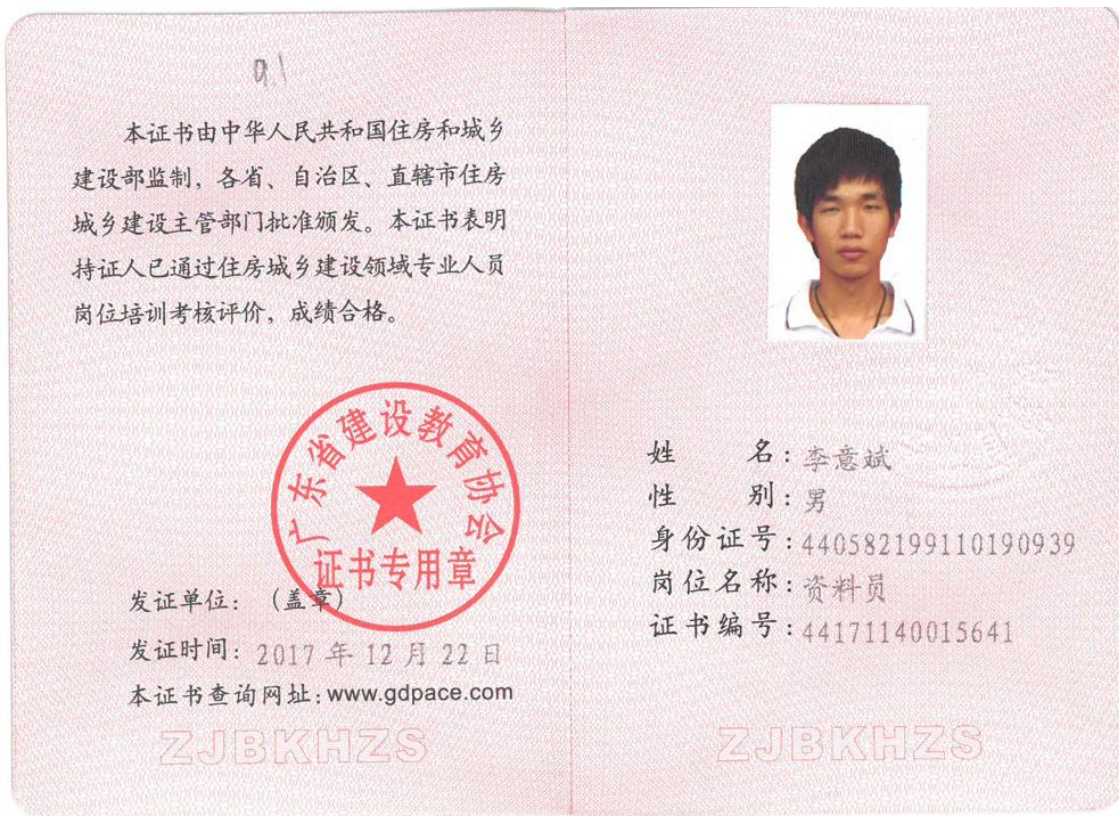 9.1
本证书由中华人民共和国住房和城乡
建设部监制，各省、自治区、直辖市住房
城乡建设主管部门批准颁发。本证书表明
持证人已通过住房城乡建设领域专业人员
岗位培训考核评价，成绩合格。
广东省建设教育协会
证书专用章
发证单位：（盖章）
发证时间：2017 年 12 月 22 日
本证书查询网址：www.gdpace.com
ZJBKHZS
姓名：李意斌
性别：男
身份证号：440582199110190939
岗位名称：资料员
证书编号：44171140015641
ZJBKHZS